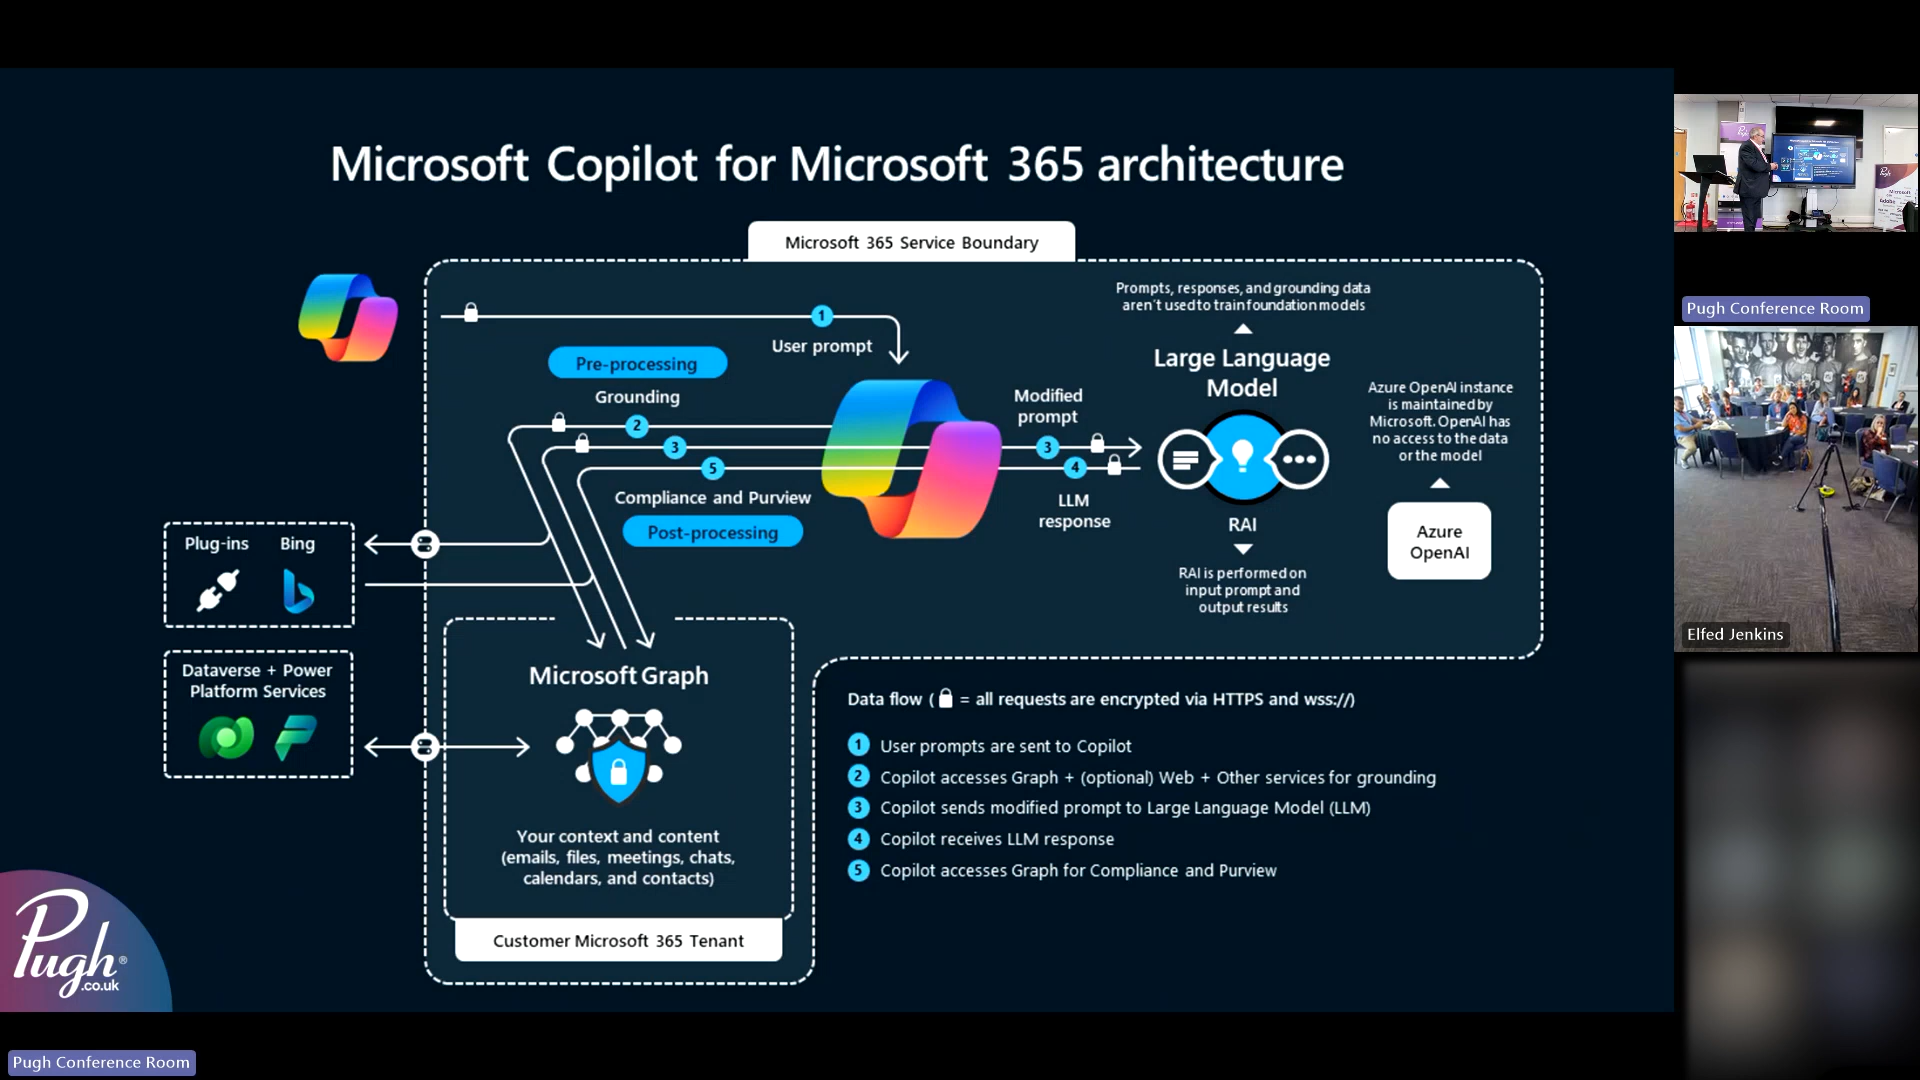 Microsoft Copilot for Microsoft 365 architecture
Microsoft 365 Service Boundary
1
User prompt
Pre-processing
Grounding
2
3
5
Compliance and Purview
Post-processing
Modified
prompt
3
4
LLM
response
Prompts, responses, and grounding data
aren't used to train foundation models
Large Language
Model
RAI
RAI is performed on
input prompt and
output results
Azure OpenAI instance
is maintained by
Microsoft. OpenAI has
no access to the data
or the model
Azure
OpenAI
Plug-ins Bing
Dataverse + Power
Platform Services
Microsoft Graph
Your context and content
(emails, files, meetings, chats,
calendars, and contacts)
Customer Microsoft 365 Tenant
Data flow ( = all requests are encrypted via HTTPS and wss://)
1 User prompts are sent to Copilot
2 Copilot accesses Graph + (optional) Web + Other services for grounding
3 Copilot sends modified prompt to Large Language Model (LLM)
4 Copilot receives LLM response
5 Copilot accesses Graph for Compliance and Purview
Pugh®
.co.uk
Pugh Conference Room
Pugh Conference Room
Elfed Jenkins